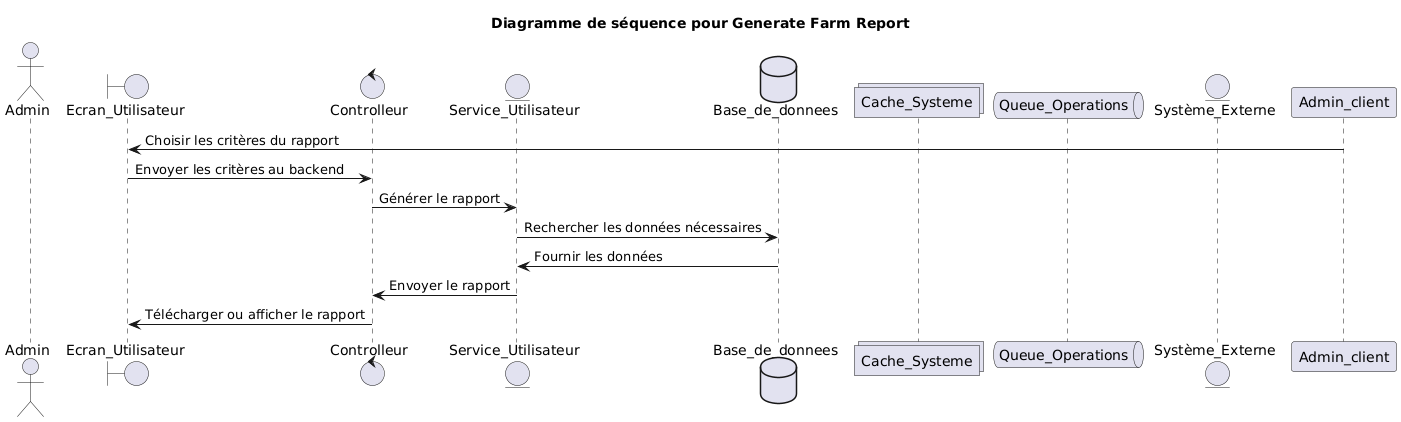 Diagramme de séquence pour Generate Farm Report
Admin
Ecran_Utilisateur
Controlleur
Service_Utilisateur
Base_de_donnees
Cache_Systeme
Queue_Operations
Système_Externe
Admin_client
Choisir les critères du rapport
Envoyer les critères au backend
Générer le rapport
Rechercher les données nécessaires
Fournir les données
Envoyer le rapport
Télécharger ou afficher le rapport
Admin
Ecran_Utilisateur
Controlleur
Service_Utilisateur
Base_de_donnees
Cache_Systeme
Queue_Operations
Système_Externe
Admin_client